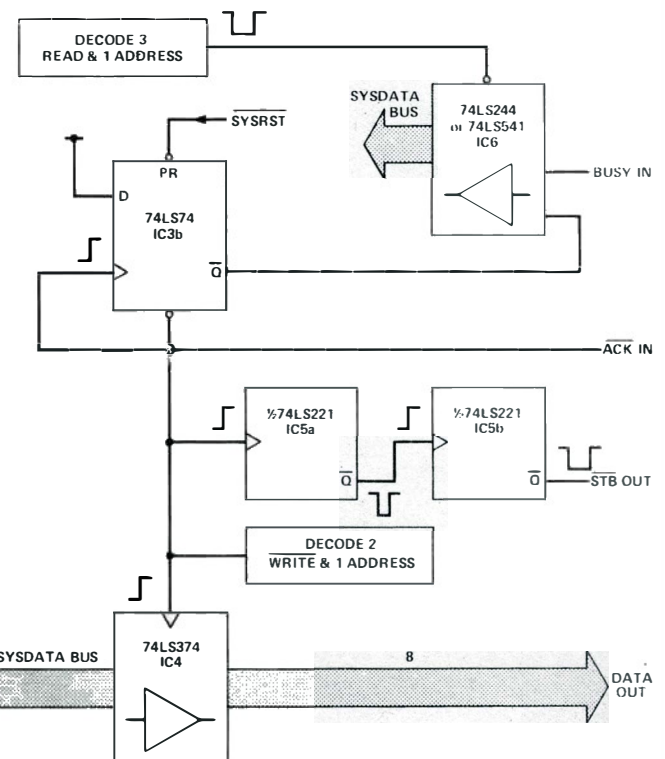 DECODE 3
READ & 1 ADDRESS
SYSRST
SYSDATA
BUS
74LS244
or 74LS541
IC6
BUSY IN
PR
D
74LS74
IC3b
Q
ACK IN
½74LS221
IC5a
Q
½74LS221
IC5b
Q
STB OUT
DECODE 2
WRITE & 1 ADDRESS
SYSDATA BUS
74LS374
IC4
8
DATA
OUT